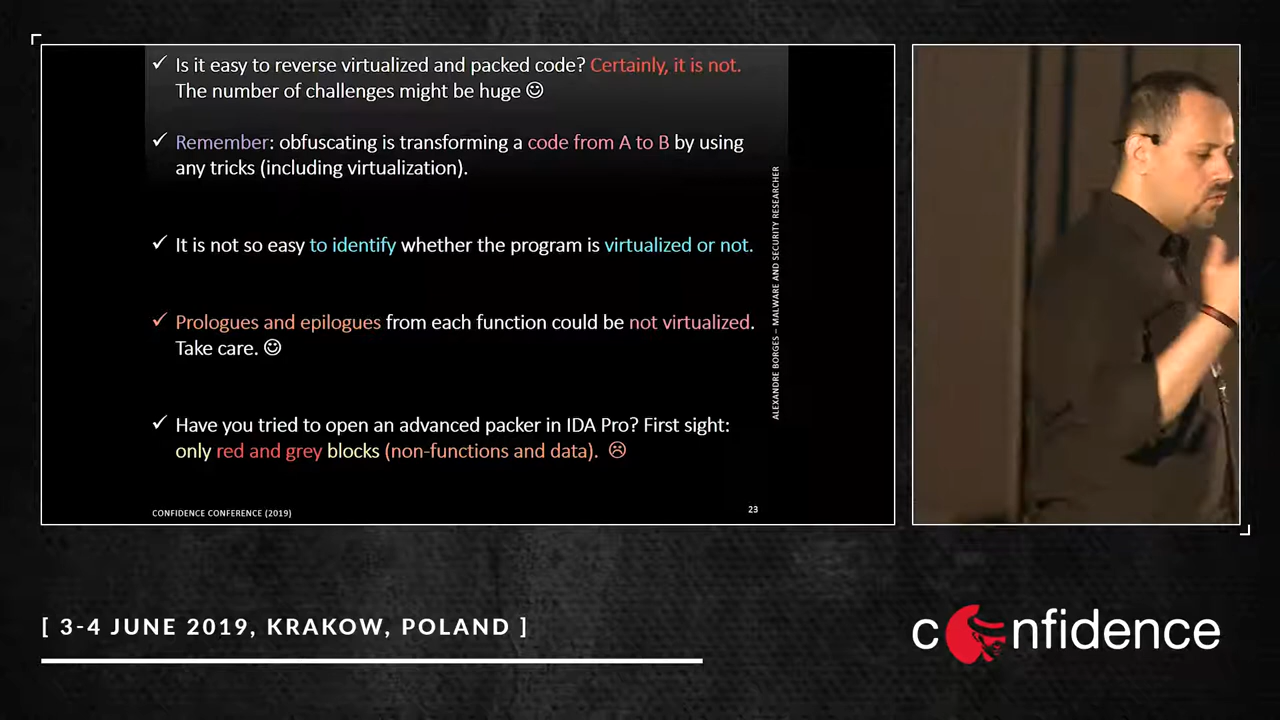 ✓ Is it easy to reverse virtualized and packed code? Certainly, it is not.
The number of challenges might be huge ☺
✓ Remember: obfuscating is transforming a code from A to B by using
any tricks (including virtualization).
✓ It is not so easy to identify whether the program is virtualized or not.
✓ Prologues and epilogues from each function could be not virtualized.
Take care. ☺
✓ Have you tried to open an advanced packer in IDA Pro? First sight:
only red and grey blocks (non-functions and data). ☹
ALEXANDRE BORGES – MALWARE AND SECURITY RESEARCHER
CONFIDENCE CONFERENCE (2019)
23
[ 3-4 JUNE 2019, KRAKOW, POLAND ]
confidence